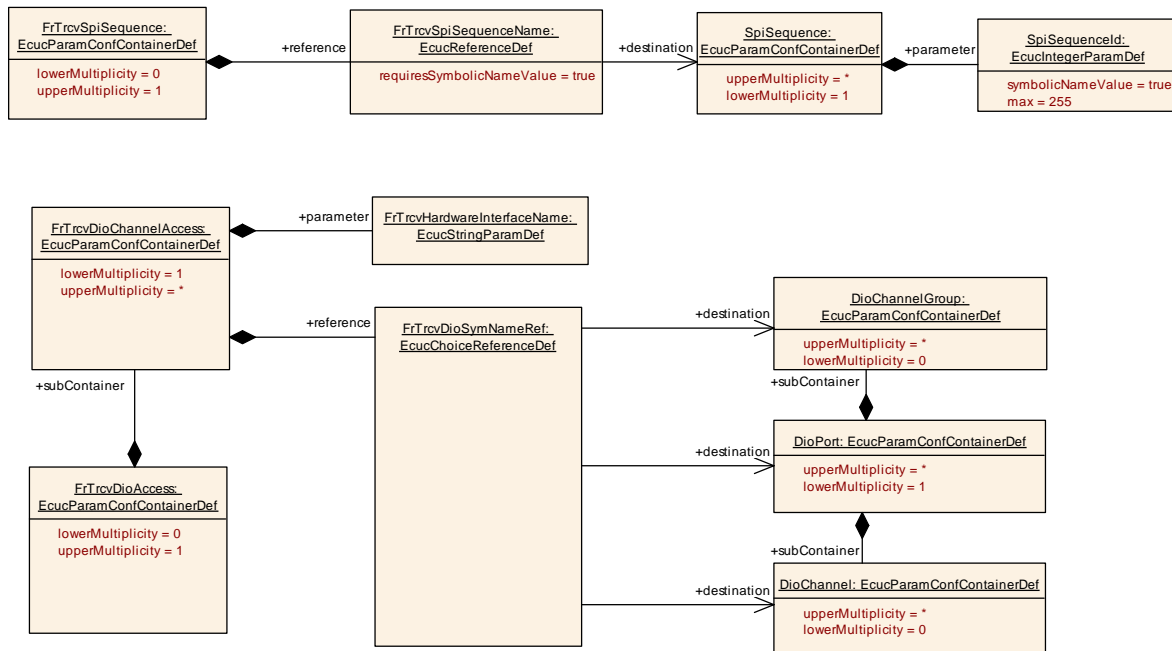 FrTrcvSpiSequence:
EcucParamConfContainerDef
lowerMultiplicity = 0
upperMultiplicity = 1
+reference
FrTrcvSpiSequenceName:
EcucReferenceDef
requiresSymbolicNameValue = true
+destination
SpiSequence:
EcucParamConfContainerDef
upperMultiplicity = *
lowerMultiplicity = 1
+parameter
SpiSequenceId:
EcucIntegerParamDef
symbolicNameValue = true
max = 255
FrTrcvDioChannelAccess:
EcucParamConfContainerDef
lowerMultiplicity = 1
upperMultiplicity = *
+parameter
FrTrcvHardwareInterfaceName:
EcucStringParamDef
+reference
FrTrcvDioSymNameRef:
EcucChoiceReferenceDef
+destination
DioChannelGroup:
EcucParamConfContainerDef
upperMultiplicity = *
lowerMultiplicity = 0
+subContainer
+subContainer
+destination
DioPort: EcucParamConfContainerDef
upperMultiplicity = *
lowerMultiplicity = 1
FrTrcvDioAccess:
EcucParamConfContainerDef
lowerMultiplicity = 0
upperMultiplicity = 1
+subContainer
+destination
DioChannel: EcucParamConfContainerDef
upperMultiplicity = *
lowerMultiplicity = 0